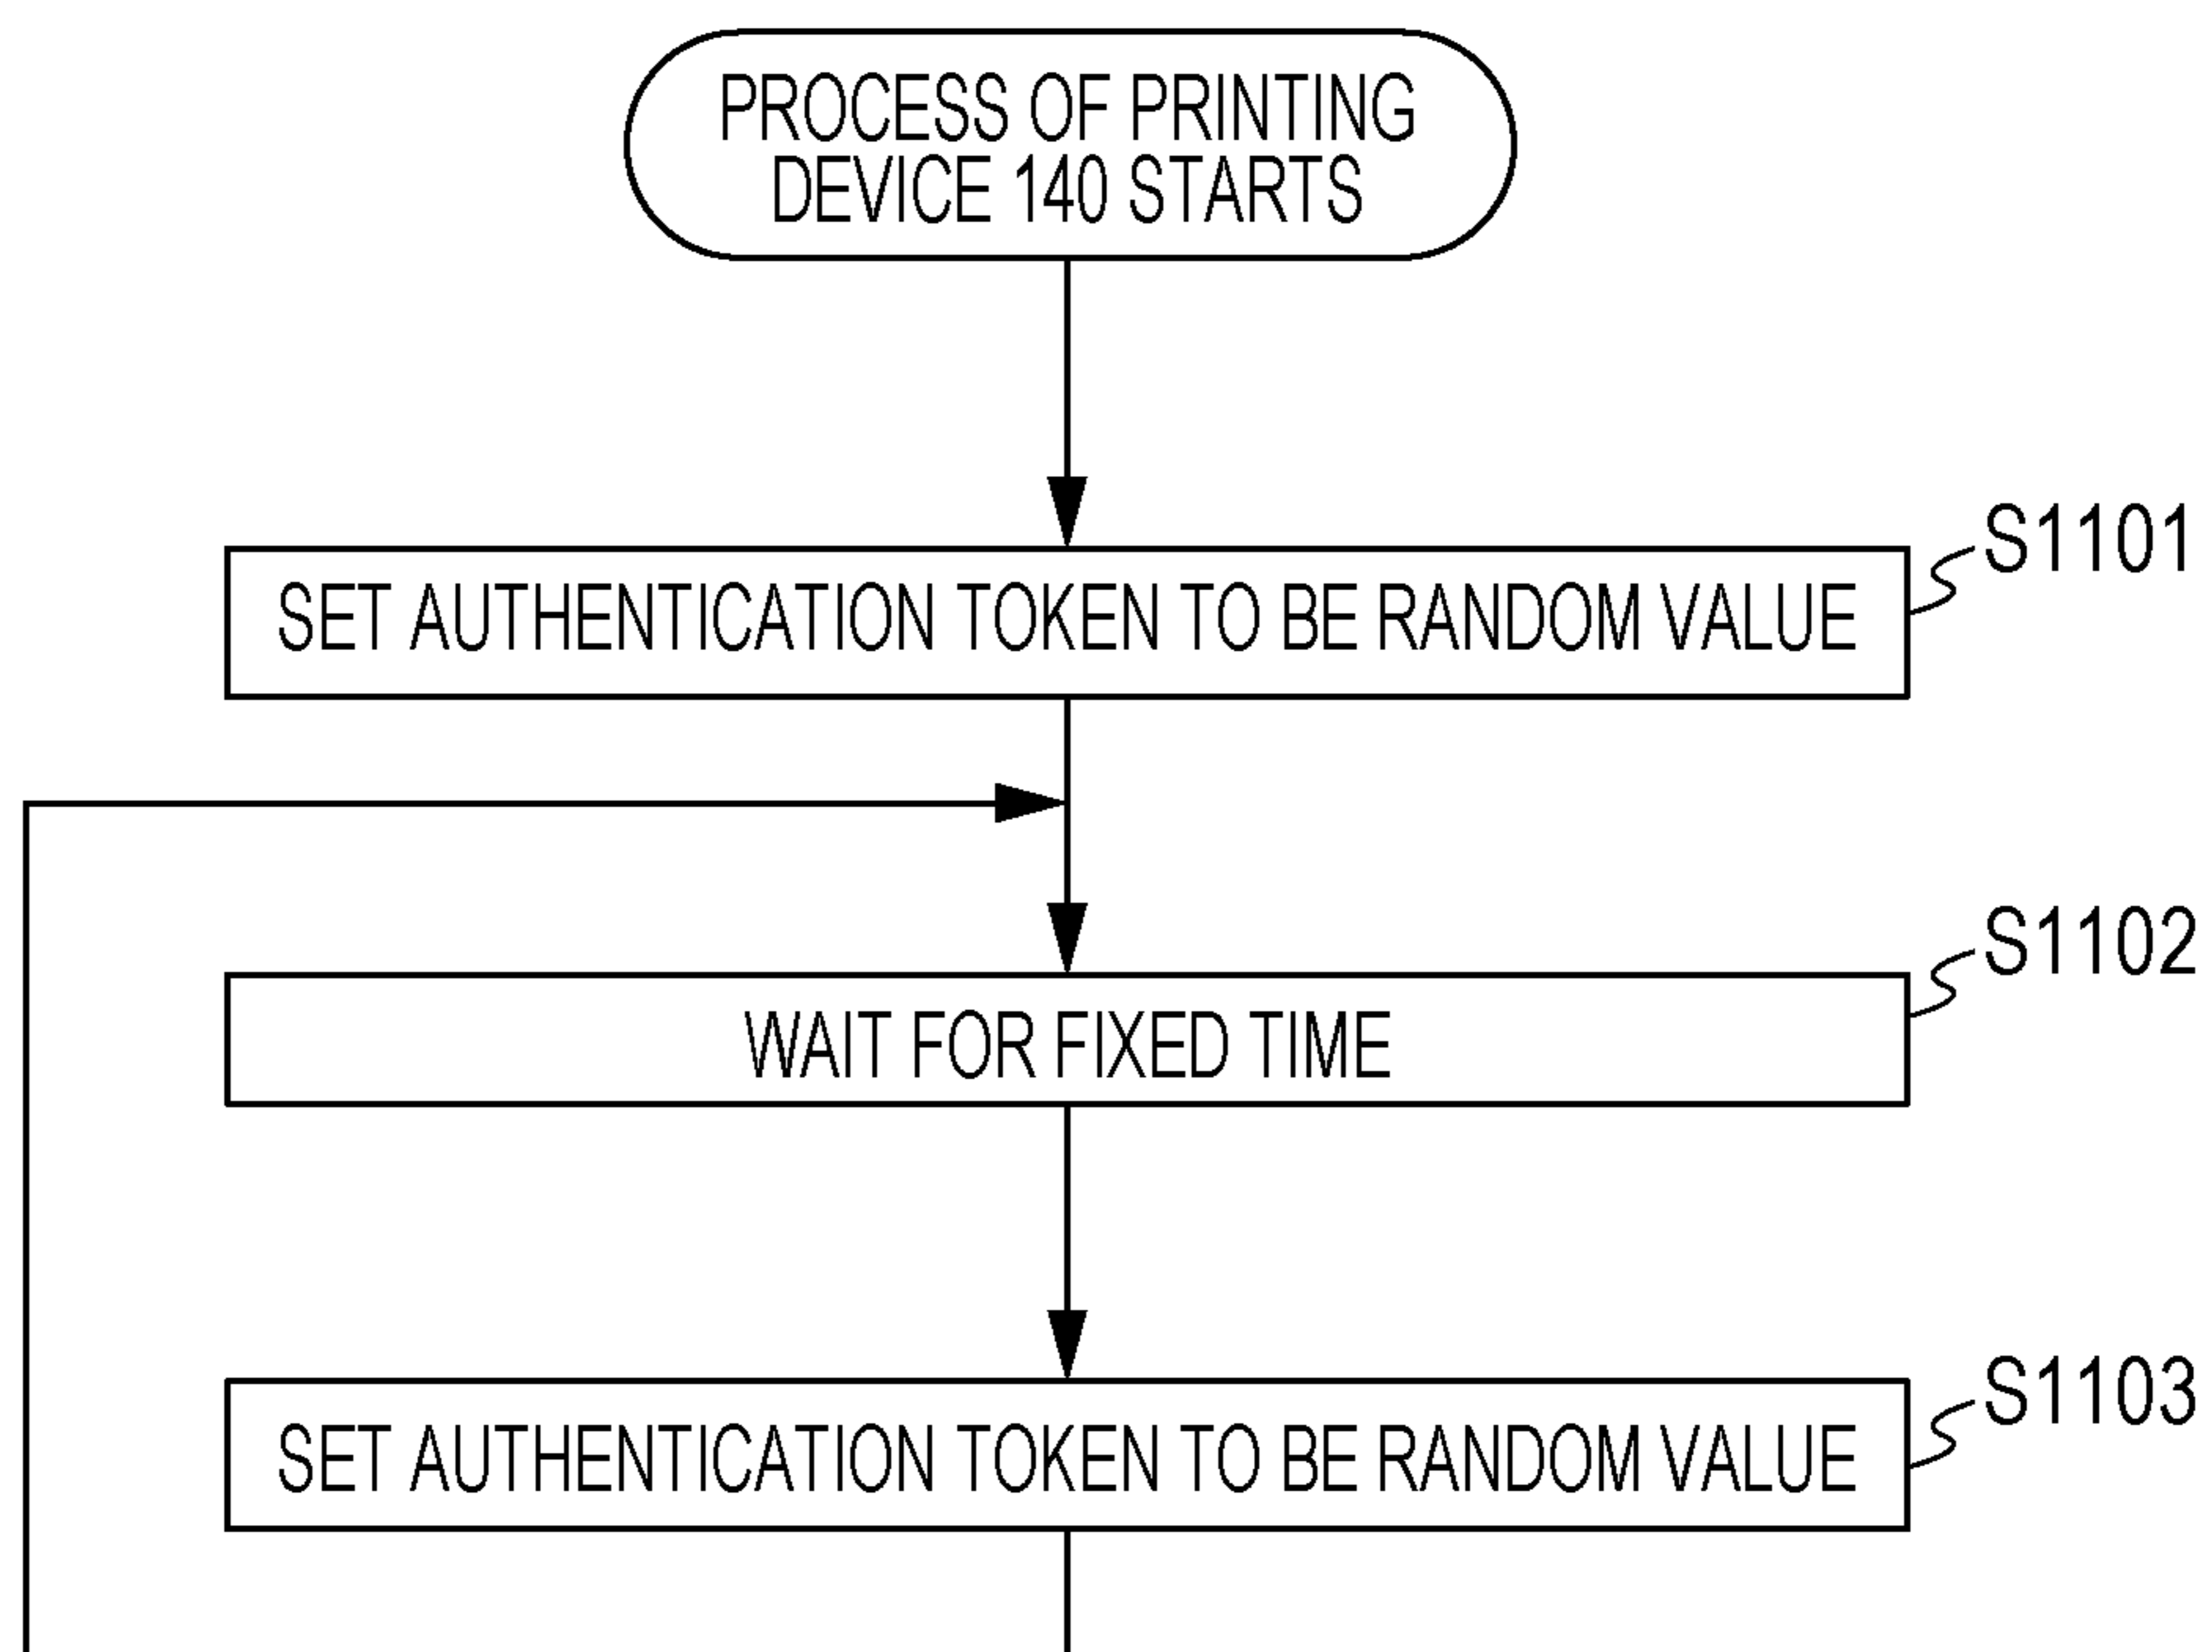 PROCESS OF PRINTING
DEVICE 140 STARTS
S1101
SET AUTHENTICATION TOKEN TO BE RANDOM VALUE
S1102
WAIT FOR FIXED TIME
S1103
SET AUTHENTICATION TOKEN TO BE RANDOM VALUE